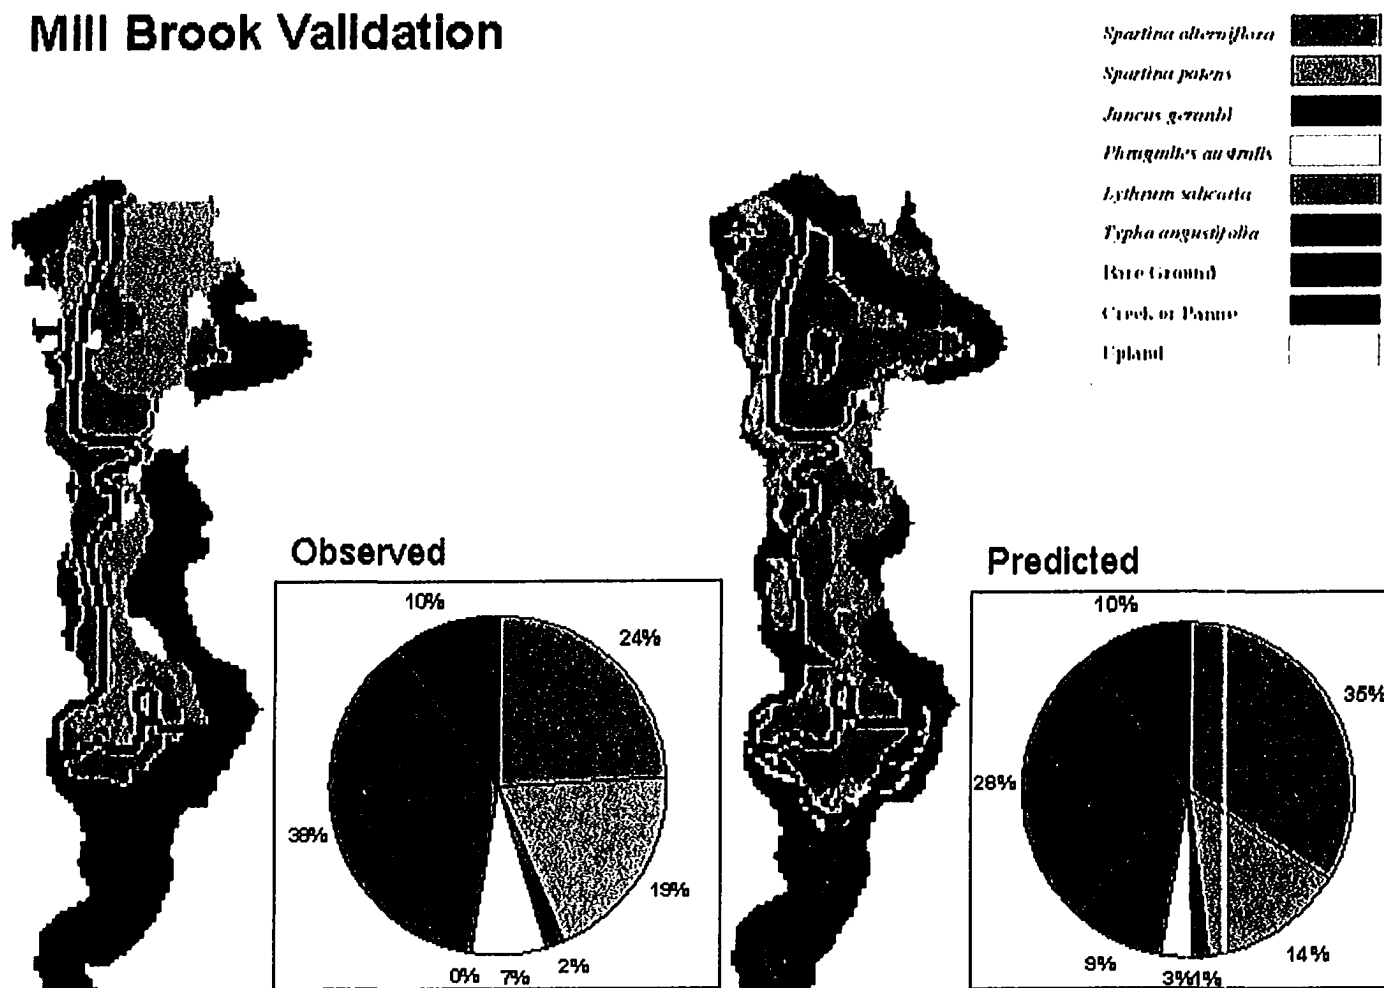 Mill Brook Validation
Spartina alterniflora
Spartina patens
Juncus gerardii
Phragmites australis
Lythrum salicaria
Typha angustifolia
Bare Ground
Creek or Panne
Upland
Observed
10%
24%
38%
19%
0%
7%
2%
Predicted
10%
35%
28%
14%
9%
3%
1%